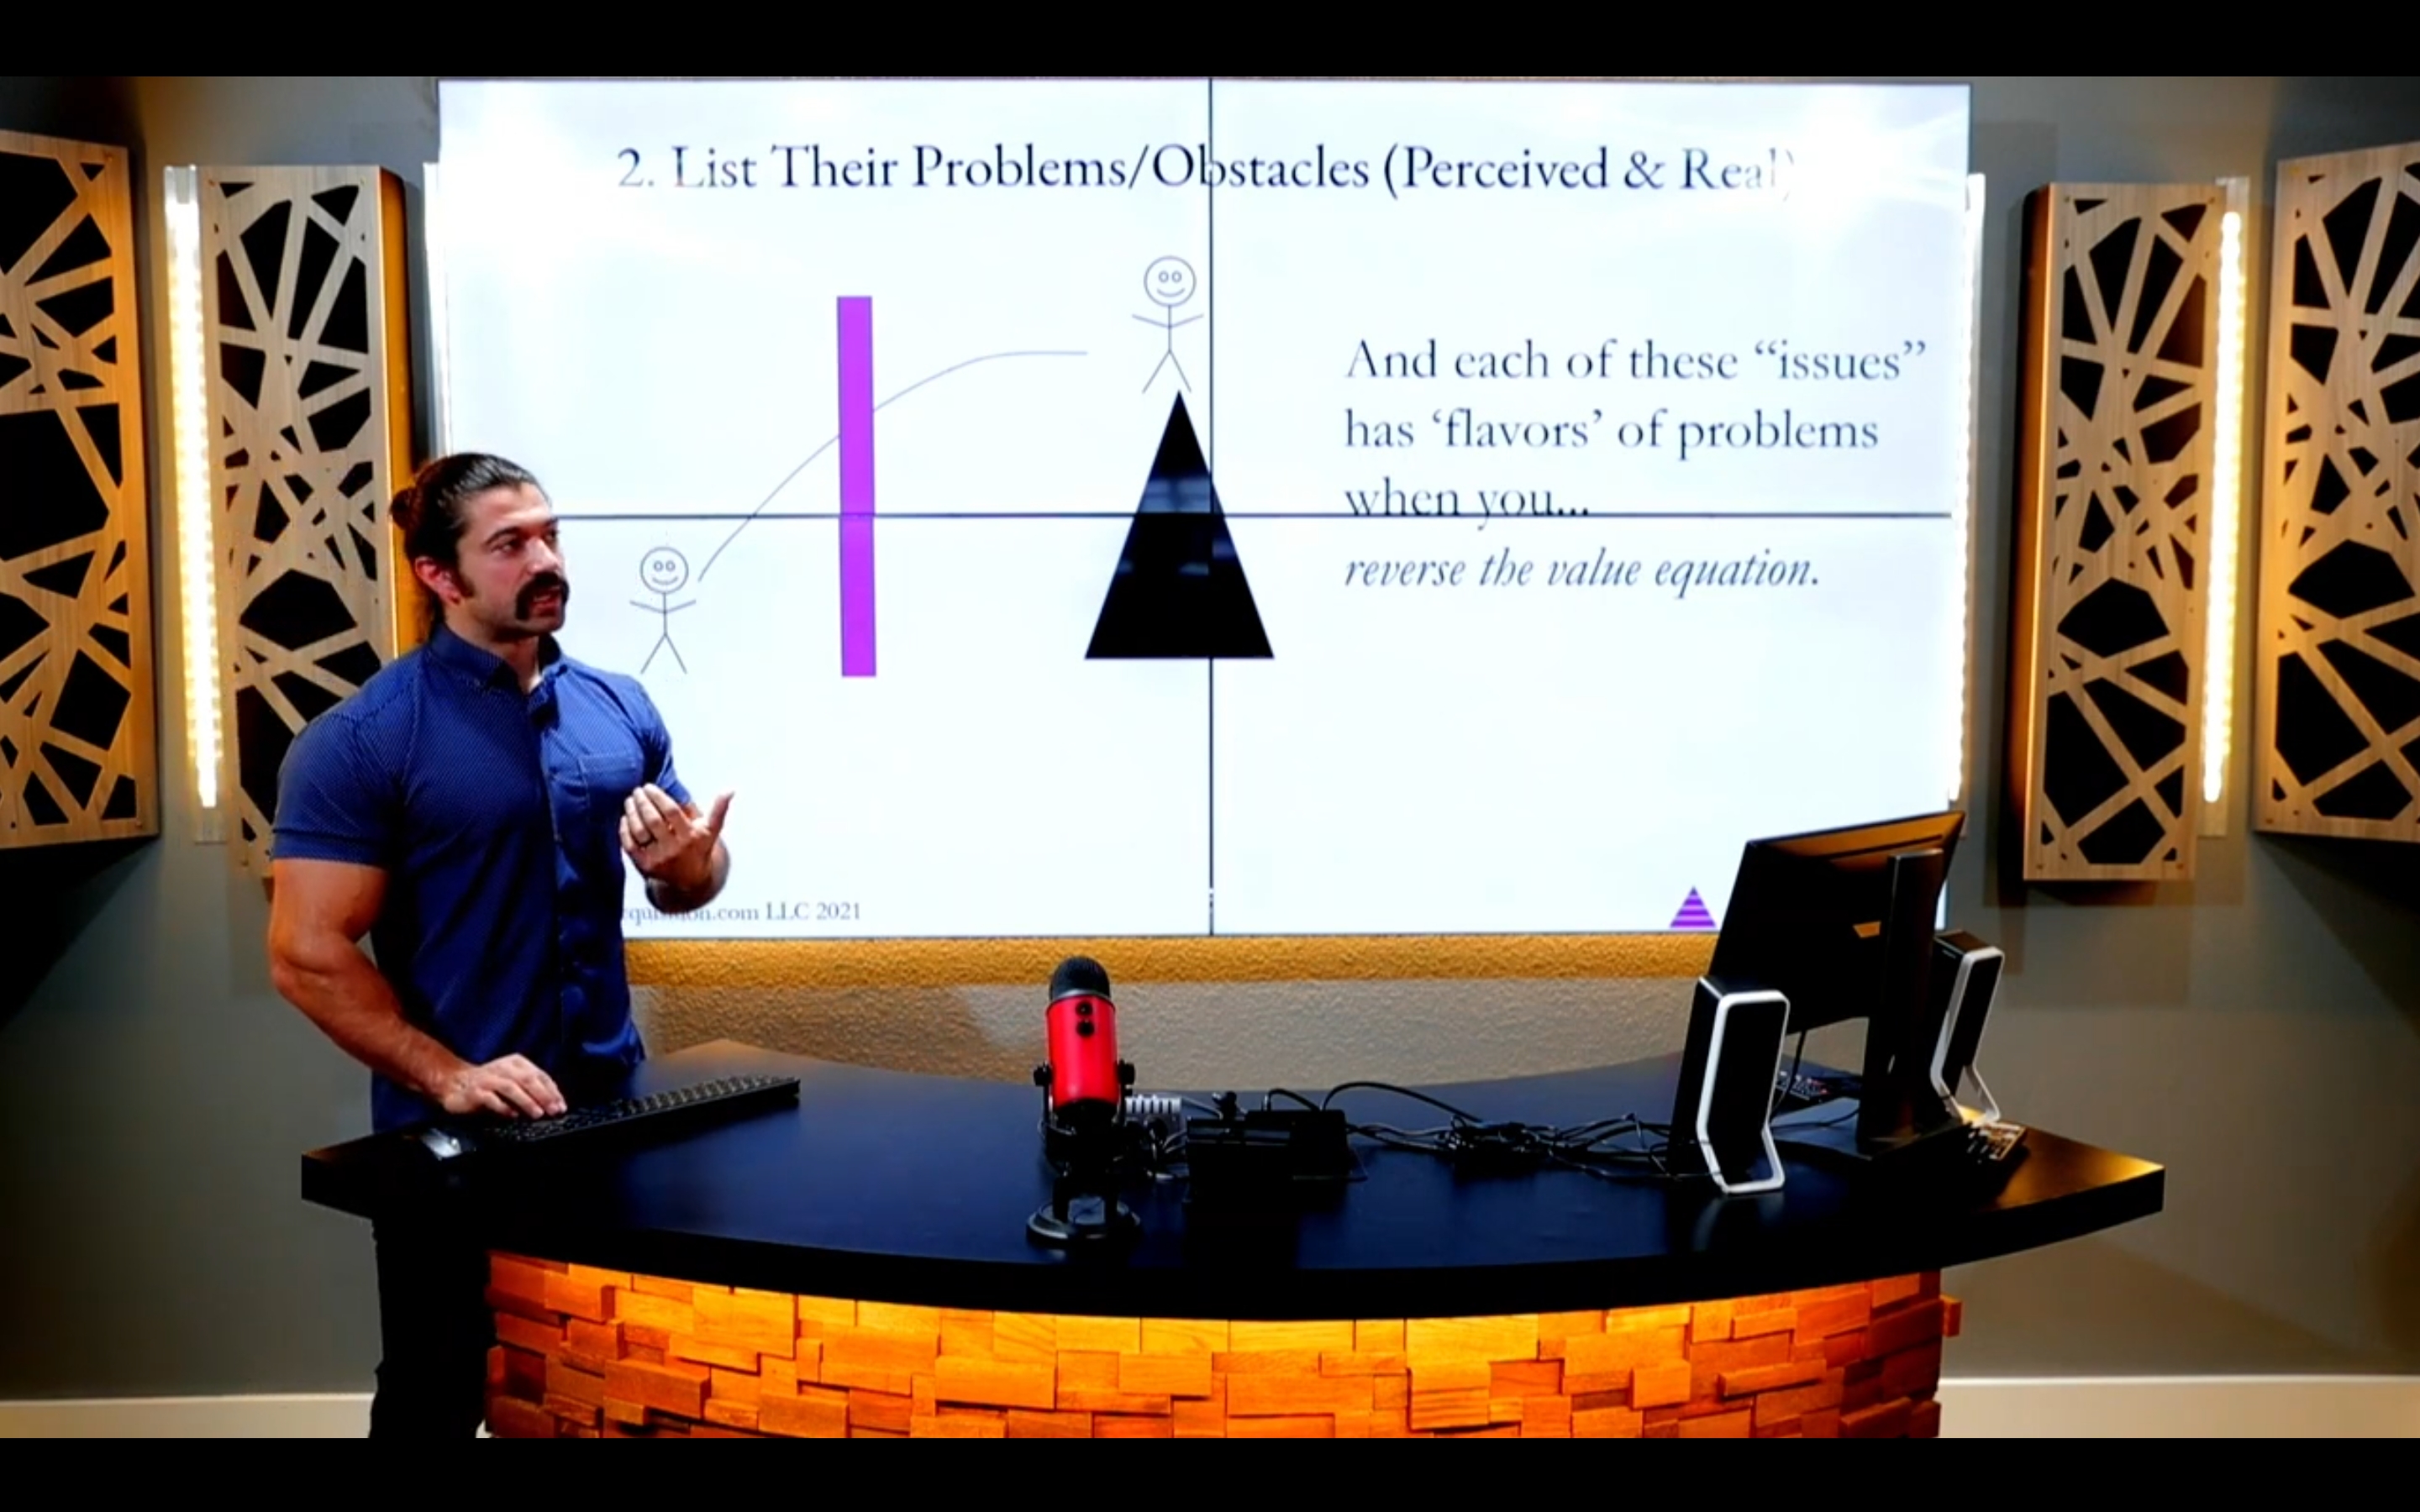 2. List Their Problems/Obstacles (Perceived & Real)
And each of these “issues”
has ‘flavors’ of problems
when you...
reverse the value equation.
LLC 2021